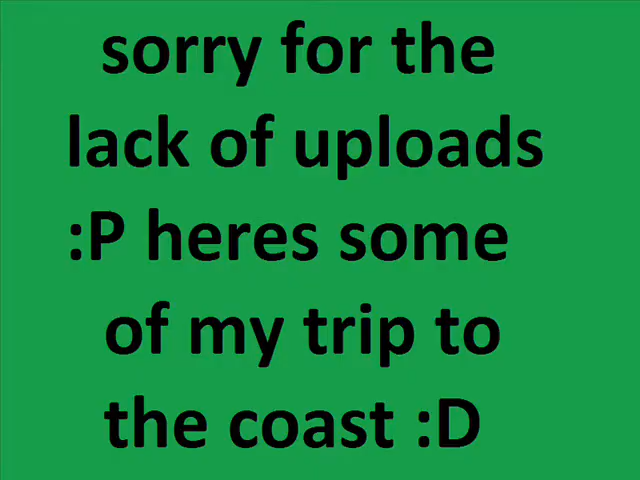 sorry for the
lack of uploads
:P heres some
of my trip to
the coast :D